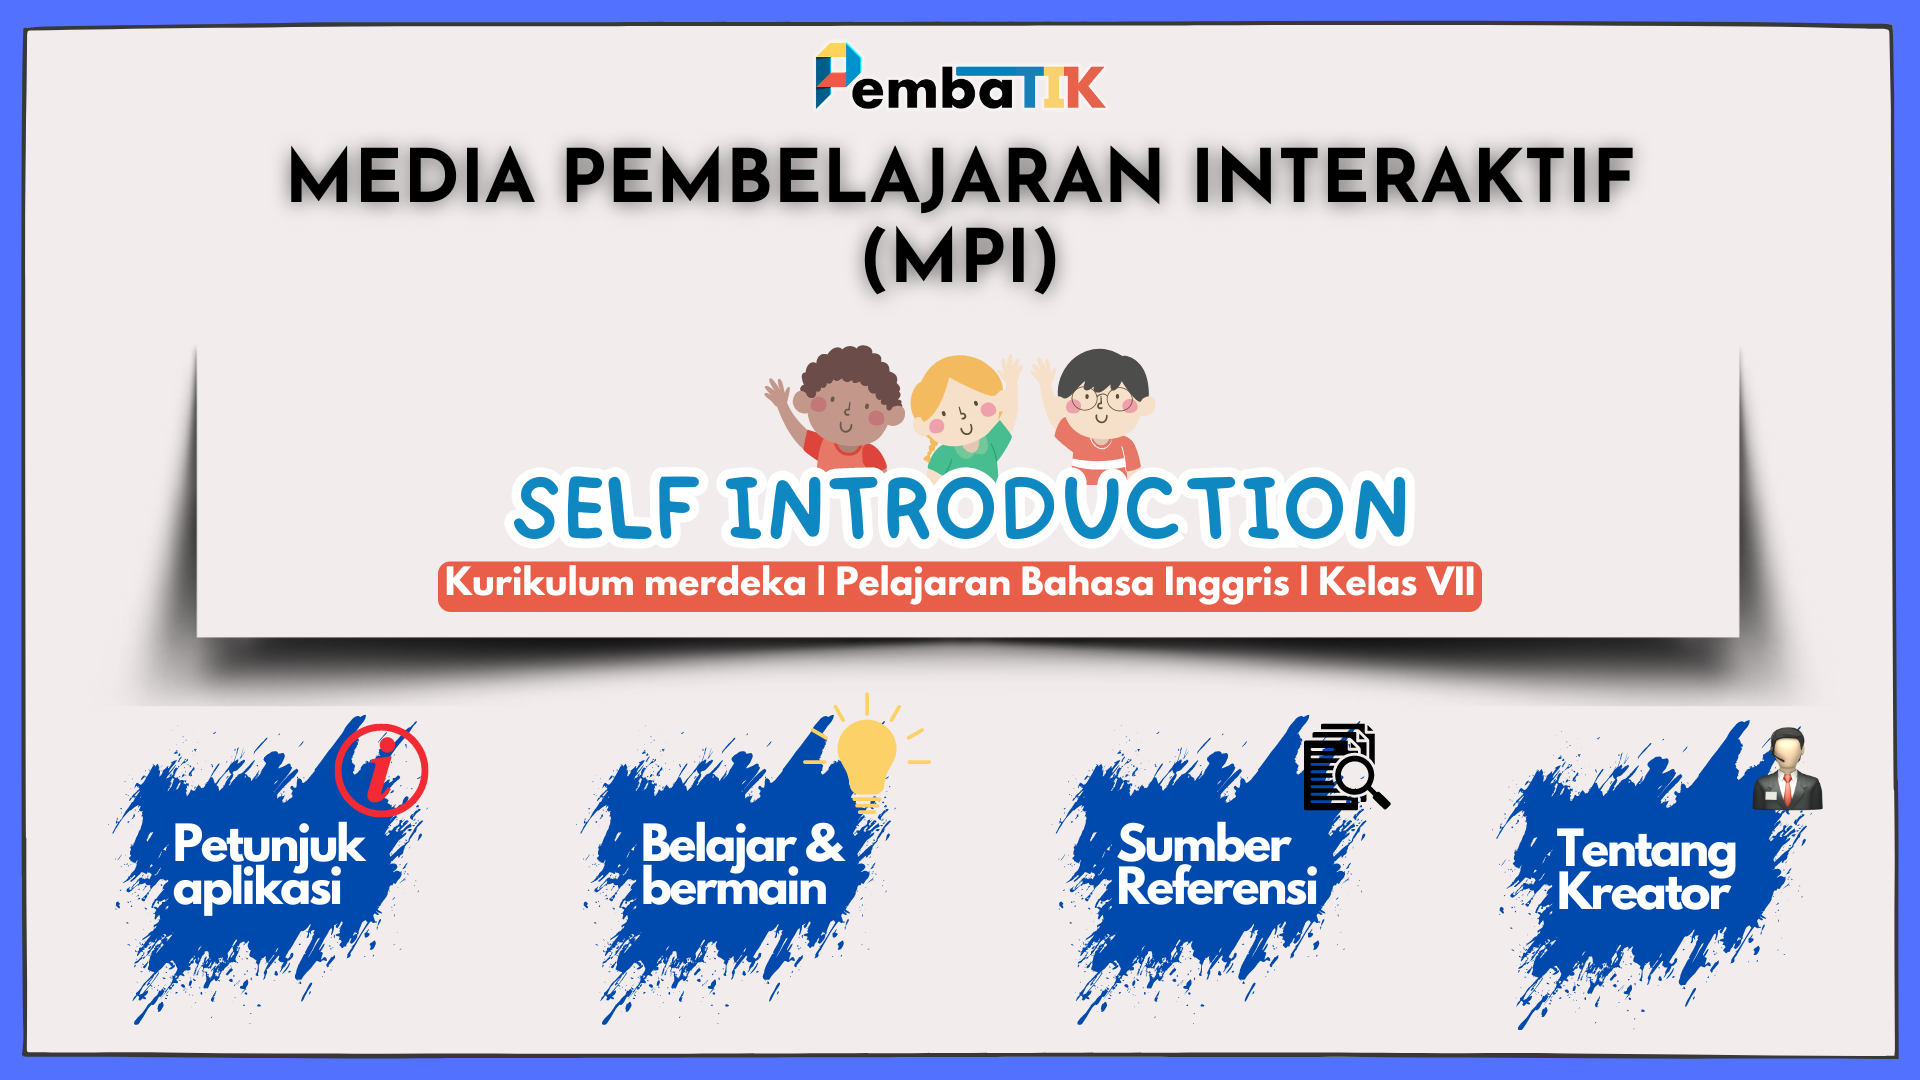 PembaTIK
MEDIA PEMBELAJARAN INTERAKTIF
(MPI)
SELF INTRODUCTION
Kurikulum merdeka | Pelajaran Bahasa Inggris | Kelas VII
Petunjuk
aplikasi
Belajar &
bermain
Sumber
Referensi
Tentang
Kreator